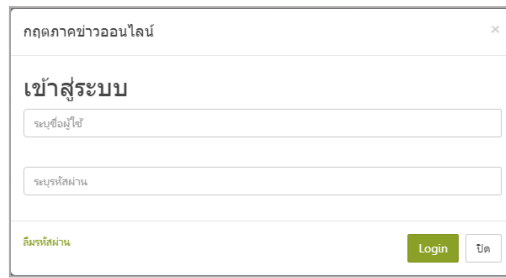 กฤตภาคข่าวออนไลน์ ×
เข้าสู่ระบบ
ระบุชื่อผู้ใช้
ระบุรหัสผ่าน
ลืมรหัสผ่าน
Login ปิด